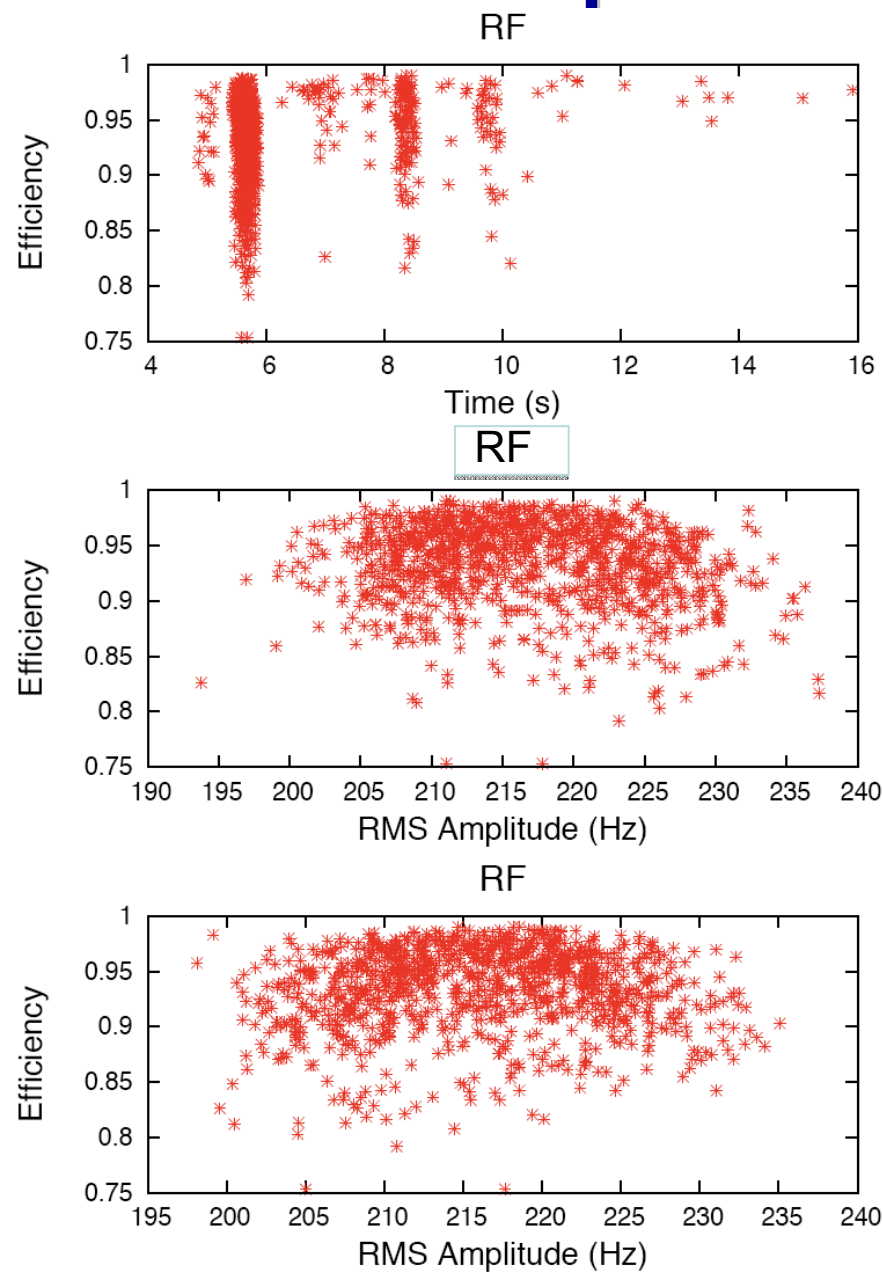 RF
Efficiency
1
0.95
0.9
0.85
0.8
0.75
4 6 8 10 12 14 16
Time (s)
RF
Efficiency
1
0.95
0.9
0.85
0.8
0.75
190 195 200 205 210 215 220 225 230 235 240
RMS Amplitude (Hz)
RF
Efficiency
1
0.95
0.9
0.85
0.8
0.75
195 200 205 210 215 220 225 230 235 240
RMS Amplitude (Hz)